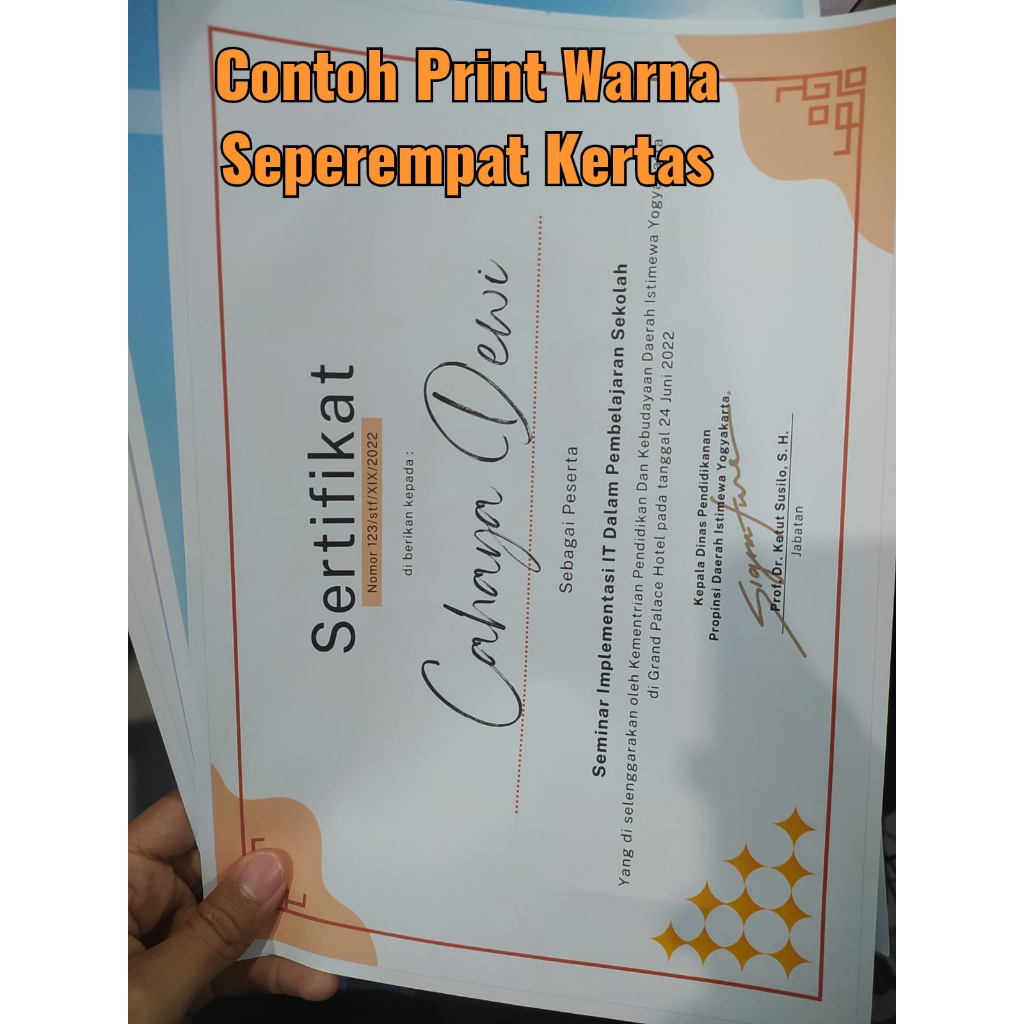 Contoh Print Warna
Seperempat Kertas
Sertifikat
Nomor 123/stf/XIX/2022
di berikan kepada :
Cahaya Dewi
Sebagai Peserta
Seminar Implementasi IT Dalam Pembelajaran Sekolah
Yang di selenggarakan oleh Kementrian Pendidikan Dan Kebudayaan Daerah Istimewa
di Grand Palace Hotel pada tanggal 24 Juni 2022
Kepala Dinas Pendidikanan
Propinsi Daerah Istimewa Yogyakarta,
Signature
Prof. Dr. Ketut Susilo, S. H.
Jabatan